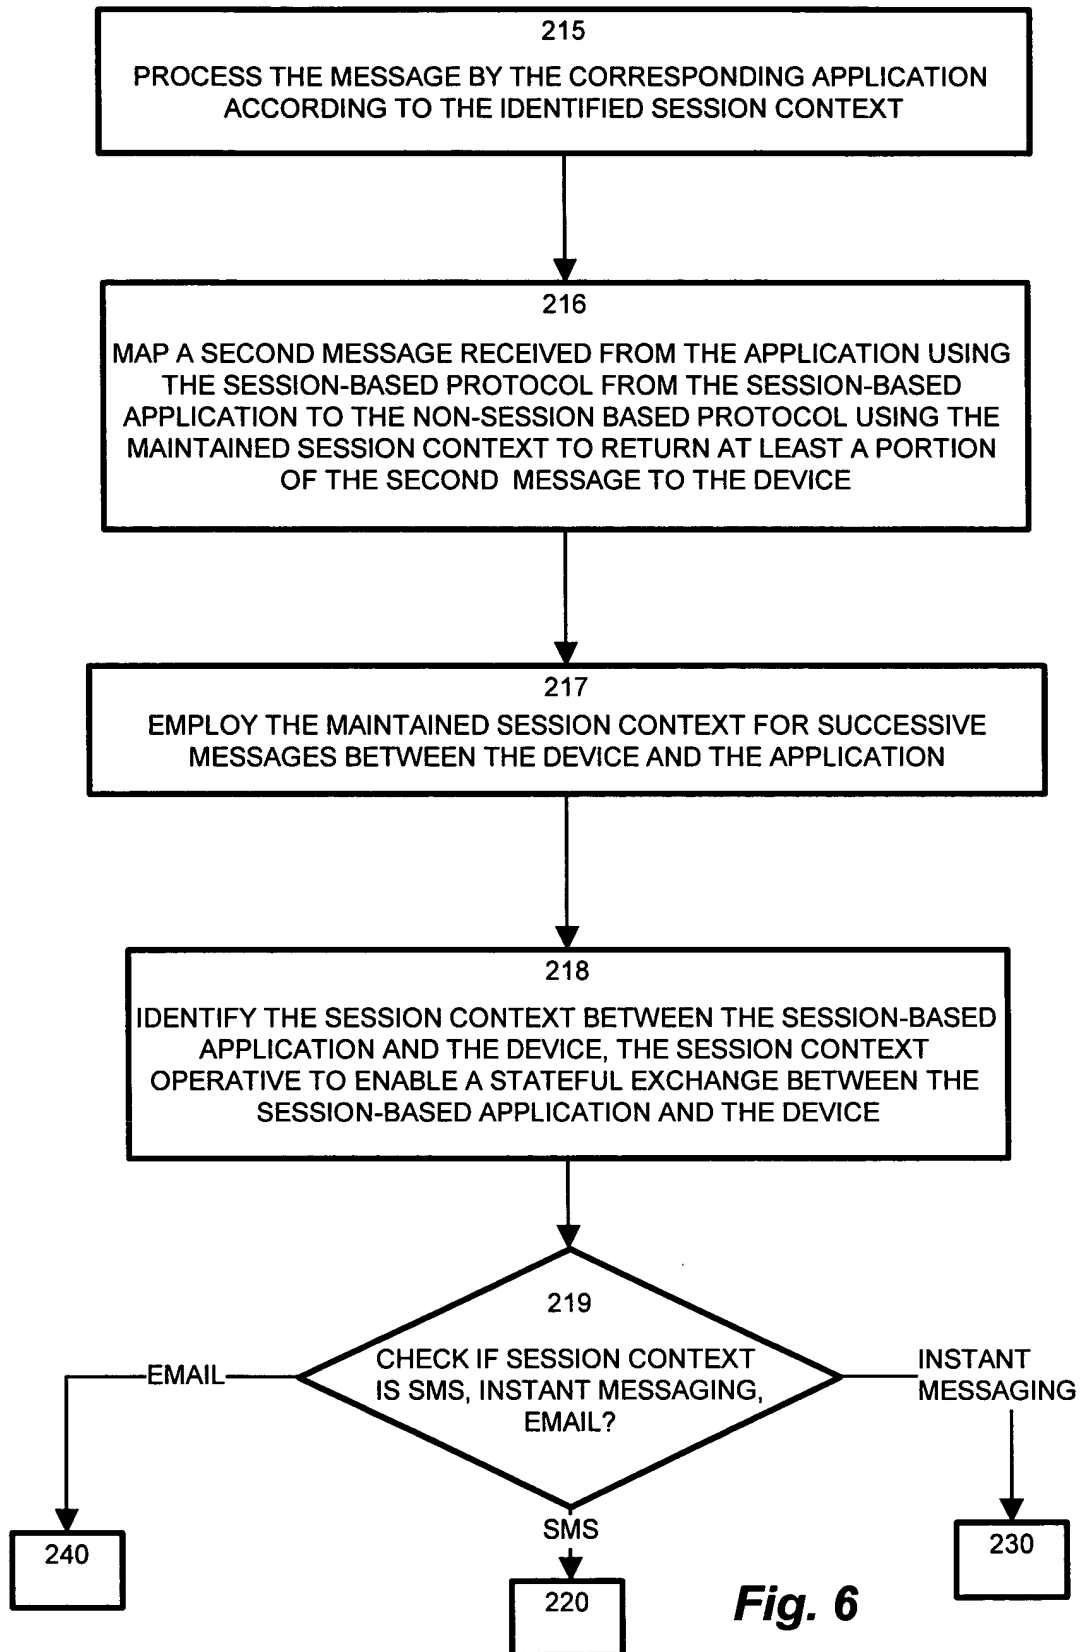 215
PROCESS THE MESSAGE BY THE CORRESPONDING APPLICATION
ACCORDING TO THE IDENTIFIED SESSION CONTEXT
216
MAP A SECOND MESSAGE RECEIVED FROM THE APPLICATION USING
THE SESSION-BASED PROTOCOL FROM THE SESSION-BASED
APPLICATION TO THE NON-SESSION BASED PROTOCOL USING THE
MAINTAINED SESSION CONTEXT TO RETURN AT LEAST A PORTION
OF THE SECOND MESSAGE TO THE DEVICE
217
EMPLOY THE MAINTAINED SESSION CONTEXT FOR SUCCESSIVE
MESSAGES BETWEEN THE DEVICE AND THE APPLICATION
218
IDENTIFY THE SESSION CONTEXT BETWEEN THE SESSION-BASED
APPLICATION AND THE DEVICE, THE SESSION CONTEXT
OPERATIVE TO ENABLE A STATEFUL EXCHANGE BETWEEN THE
SESSION-BASED APPLICATION AND THE DEVICE
219
CHECK IF SESSION CONTEXT
IS SMS, INSTANT MESSAGING,
EMAIL?
EMAIL
INSTANT
MESSAGING
SMS
240
220
230
Fig. 6